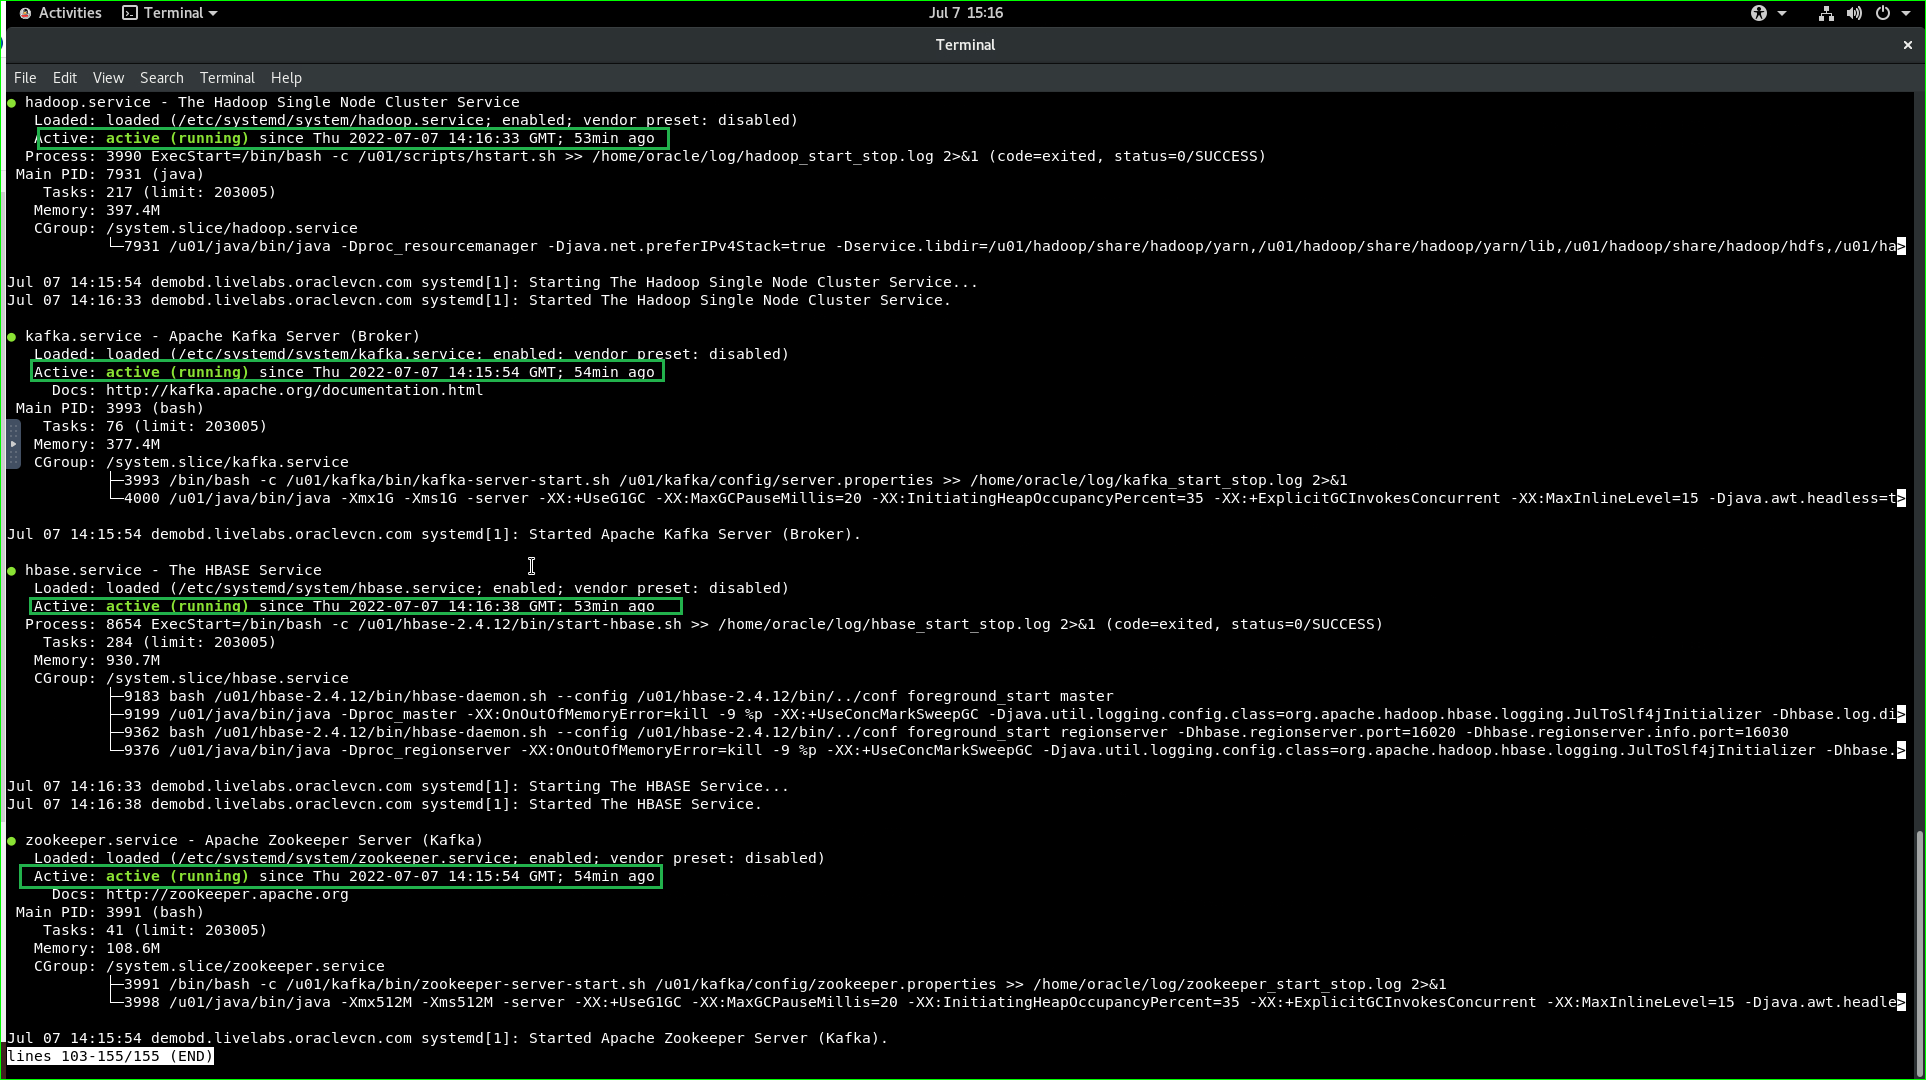 Activities Terminal Jul 7 15:16
Terminal
File Edit View Search Terminal Help
● hadoop.service - The Hadoop Single Node Cluster Service
Loaded: loaded (/etc/systemd/system/hadoop.service; enabled; vendor preset: disabled)
Active: active (running) since Thu 2022-07-07 14:16:33 GMT; 53min ago
Process: 3990 ExecStart=/bin/bash -c /u01/scripts/hstart.sh >> /home/oracle/log/hadoop_start_stop.log 2>&1 (code=exited, status=0/SUCCESS)
Main PID: 7931 (java)
Tasks: 217 (limit: 203005)
Memory: 397.4M
CGroup: /system.slice/hadoop.service
└─7931 /u01/java/bin/java -Dproc_resourcemanager -Djava.net.preferIPv4Stack=true -Dservice.libdir=/u01/hadoop/share/hadoop/yarn,/u01/hadoop/share/hadoop/yarn/lib,/u01/hadoop/share/hadoop/hdfs,/u01/ha>
Jul 07 14:15:54 demobd.livelabs.oraclevcn.com systemd[1]: Starting The Hadoop Single Node Cluster Service...
Jul 07 14:16:33 demobd.livelabs.oraclevcn.com systemd[1]: Started The Hadoop Single Node Cluster Service.
● kafka.service - Apache Kafka Server (Broker)
Loaded: loaded (/etc/systemd/system/kafka.service; enabled; vendor preset: disabled)
Active: active (running) since Thu 2022-07-07 14:15:54 GMT; 54min ago
Docs: http://kafka.apache.org/documentation.html
Main PID: 3993 (bash)
Tasks: 76 (limit: 203005)
Memory: 377.4M
CGroup: /system.slice/kafka.service
├─3993 /bin/bash -c /u01/kafka/bin/kafka-server-start.sh /u01/kafka/config/server.properties >> /home/oracle/log/kafka_start_stop.log 2>&1
└─4000 /u01/java/bin/java -Xmx1G -Xms1G -server -XX:+UseG1GC -XX:MaxGCPauseMillis=20 -XX:InitiatingHeapOccupancyPercent=35 -XX:+ExplicitGCInvokesConcurrent -XX:MaxInlineLevel=15 -Djava.awt.headless=t>
Jul 07 14:15:54 demobd.livelabs.oraclevcn.com systemd[1]: Started Apache Kafka Server (Broker).
● hbase.service - The HBASE Service
Loaded: loaded (/etc/systemd/system/hbase.service; enabled; vendor preset: disabled)
Active: active (running) since Thu 2022-07-07 14:16:38 GMT; 53min ago
Process: 8654 ExecStart=/bin/bash -c /u01/hbase-2.4.12/bin/start-hbase.sh >> /home/oracle/log/hbase_start_stop.log 2>&1 (code=exited, status=0/SUCCESS)
Tasks: 284 (limit: 203005)
Memory: 930.7M
CGroup: /system.slice/hbase.service
├─9183 bash /u01/hbase-2.4.12/bin/hbase-daemon.sh --config /u01/hbase-2.4.12/bin/../conf foreground_start master
├─9199 /u01/java/bin/java -Dproc_master -XX:OnOutOfMemoryError=kill -9 %p -XX:+UseConcMarkSweepGC -Djava.util.logging.config.class=org.apache.hadoop.hbase.logging.JulToSlf4jInitializer -Dhbase.log.di>
├─9362 bash /u01/hbase-2.4.12/bin/hbase-daemon.sh --config /u01/hbase-2.4.12/bin/../conf foreground_start regionserver -Dhbase.regionserver.port=16020 -Dhbase.regionserver.info.port=16030
└─9376 /u01/java/bin/java -Dproc_regionserver -XX:OnOutOfMemoryError=kill -9 %p -XX:+UseConcMarkSweepGC -Djava.util.logging.config.class=org.apache.hadoop.hbase.logging.JulToSlf4jInitializer -Dhbase.>
Jul 07 14:16:33 demobd.livelabs.oraclevcn.com systemd[1]: Starting The HBASE Service...
Jul 07 14:16:38 demobd.livelabs.oraclevcn.com systemd[1]: Started The HBASE Service.
● zookeeper.service - Apache Zookeeper Server (Kafka)
Loaded: loaded (/etc/systemd/system/zookeeper.service; enabled; vendor preset: disabled)
Active: active (running) since Thu 2022-07-07 14:15:54 GMT; 54min ago
Docs: http://zookeeper.apache.org
Main PID: 3991 (bash)
Tasks: 41 (limit: 203005)
Memory: 108.6M
CGroup: /system.slice/zookeeper.service
├─3991 /bin/bash -c /u01/kafka/bin/zookeeper-server-start.sh /u01/kafka/config/zookeeper.properties >> /home/oracle/log/zookeeper_start_stop.log 2>&1
└─3998 /u01/java/bin/java -Xmx512M -Xms512M -server -XX:+UseG1GC -XX:MaxGCPauseMillis=20 -XX:InitiatingHeapOccupancyPercent=35 -XX:+ExplicitGCInvokesConcurrent -XX:MaxInlineLevel=15 -Djava.awt.headle>
Jul 07 14:15:54 demobd.livelabs.oraclevcn.com systemd[1]: Started Apache Zookeeper Server (Kafka).
lines 103-155/155 (END)